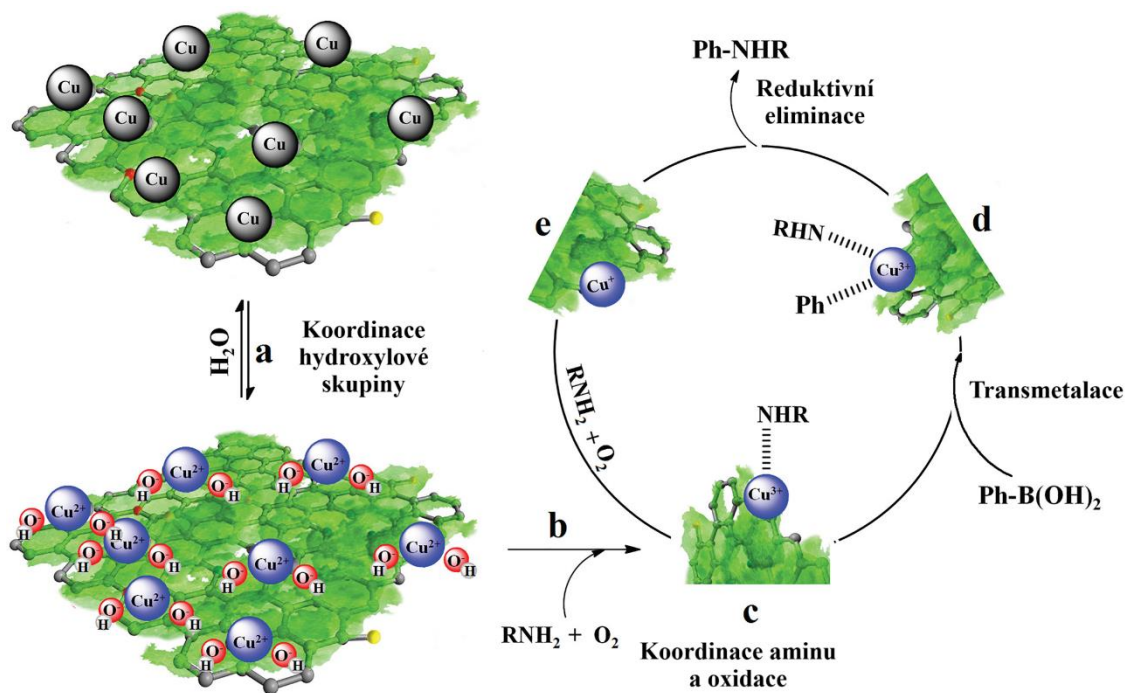 Cu
Cu
Cu
Cu
Cu
Cu
Cu
Cu
H₂O
a
Koordinace
hydroxylové
skupiny
Cu²⁺
O⁻
H
O⁻
H
Cu²⁺
O⁻
H
O⁻
H
Cu²⁺
O⁻
H
O⁻
H
Cu²⁺
O⁻
H
O⁻
H
Cu²⁺
O⁻
H
O⁻
H
Cu²⁺
O⁻
H
O⁻
H
Cu²⁺
O⁻
H
O⁻
H
Cu²⁺
O⁻
H
O⁻
H
b
RNH₂ + O₂
Ph-NHR
Reduktivní
eliminace
e
Cu⁺
RNH₂ + O₂
d
RHN
Cu³⁺
Ph
Transmetalace
Ph-B(OH)₂
NHR
Cu³⁺
c
Koordinace aminu
a oxidace